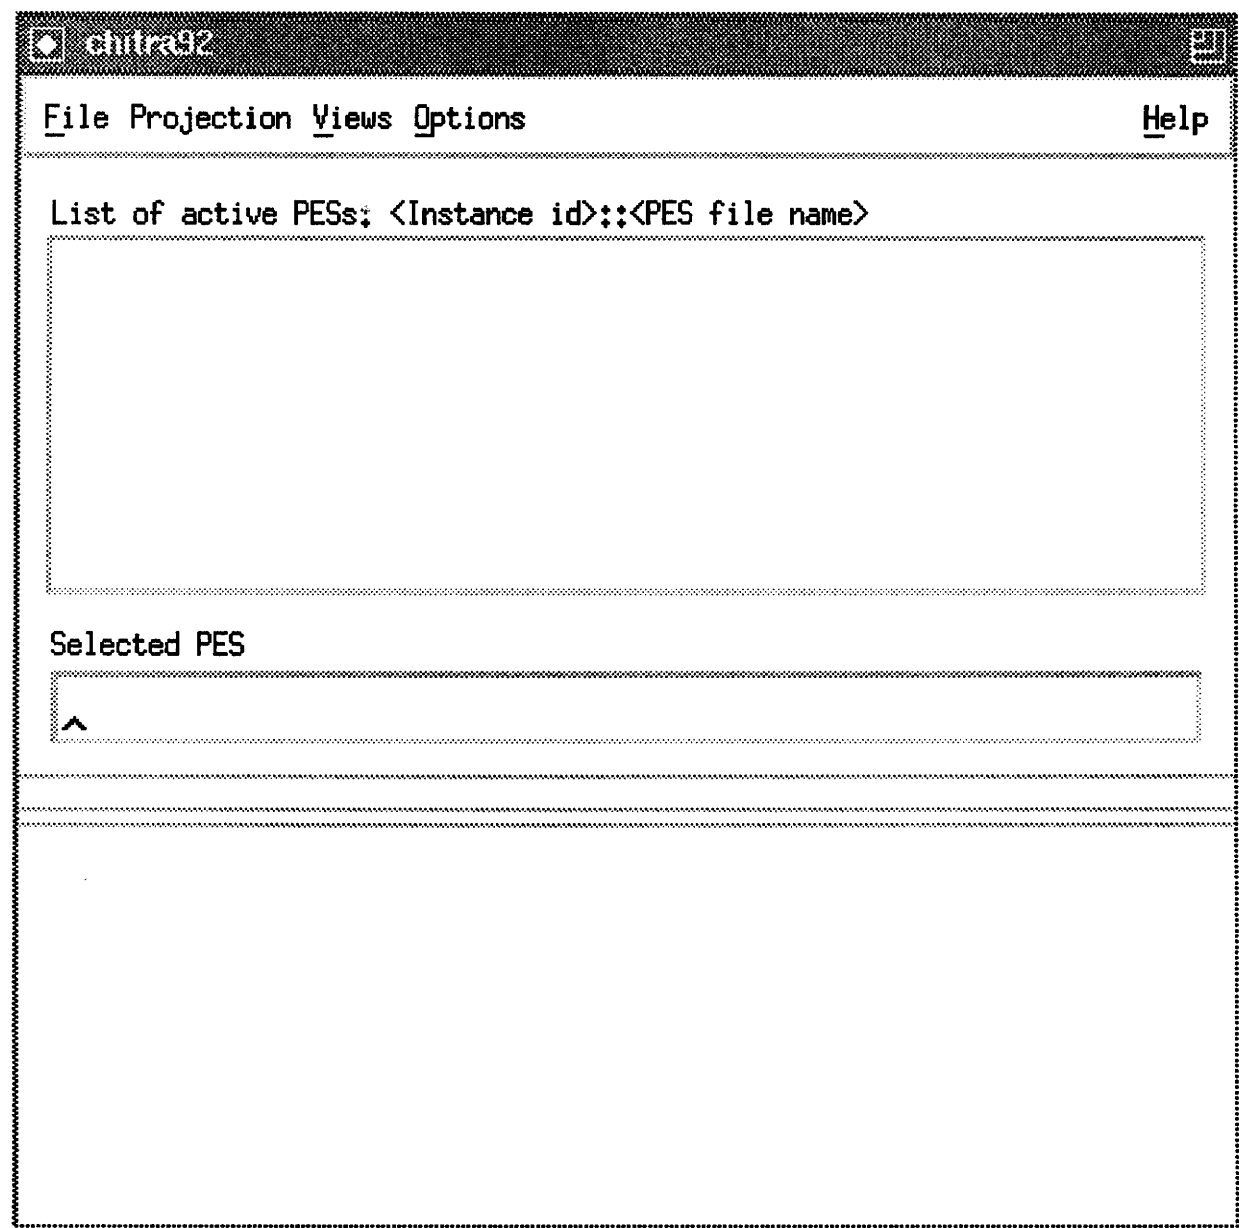 chitra92
File Projection Views Options Help
List of active PESs: <Instance id>::<PES file name>
Selected PES
^